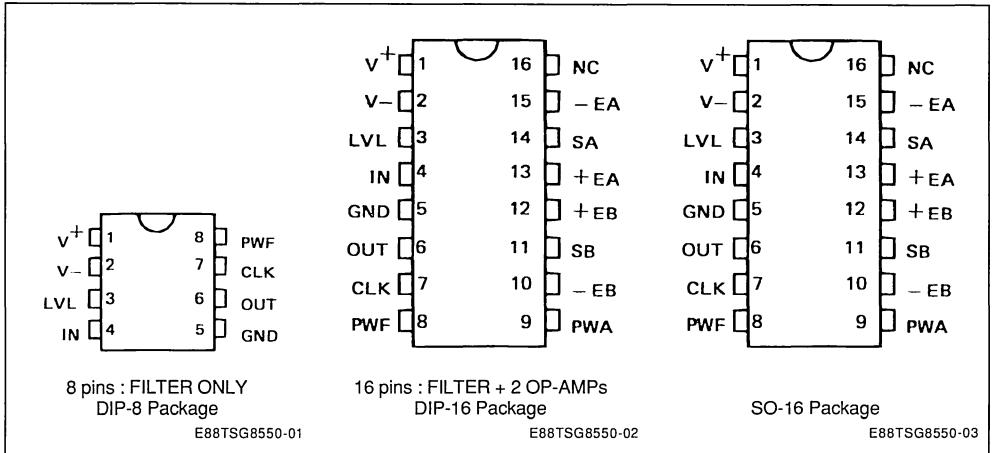 V+ 1 8 PWF
V– 2 7 CLK
LVL 3 6 OUT
IN 4 5 GND
8 pins : FILTER ONLY
DIP-8 Package
E88TSG8550-01
V+ 1 16 NC
V– 2 15 –EA
LVL 3 14 SA
IN 4 13 +EA
GND 5 12 +EB
OUT 6 11 SB
CLK 7 10 –EB
PWF 8 9 PWA
16 pins : FILTER + 2 OP-AMPs
DIP-16 Package
E88TSG8550-02
V+ 1 16 NC
V– 2 15 –EA
LVL 3 14 SA
IN 4 13 +EA
GND 5 12 +EB
OUT 6 11 SB
CLK 7 10 –EB
PWF 8 9 PWA
SO-16 Package
E88TSG8550-03